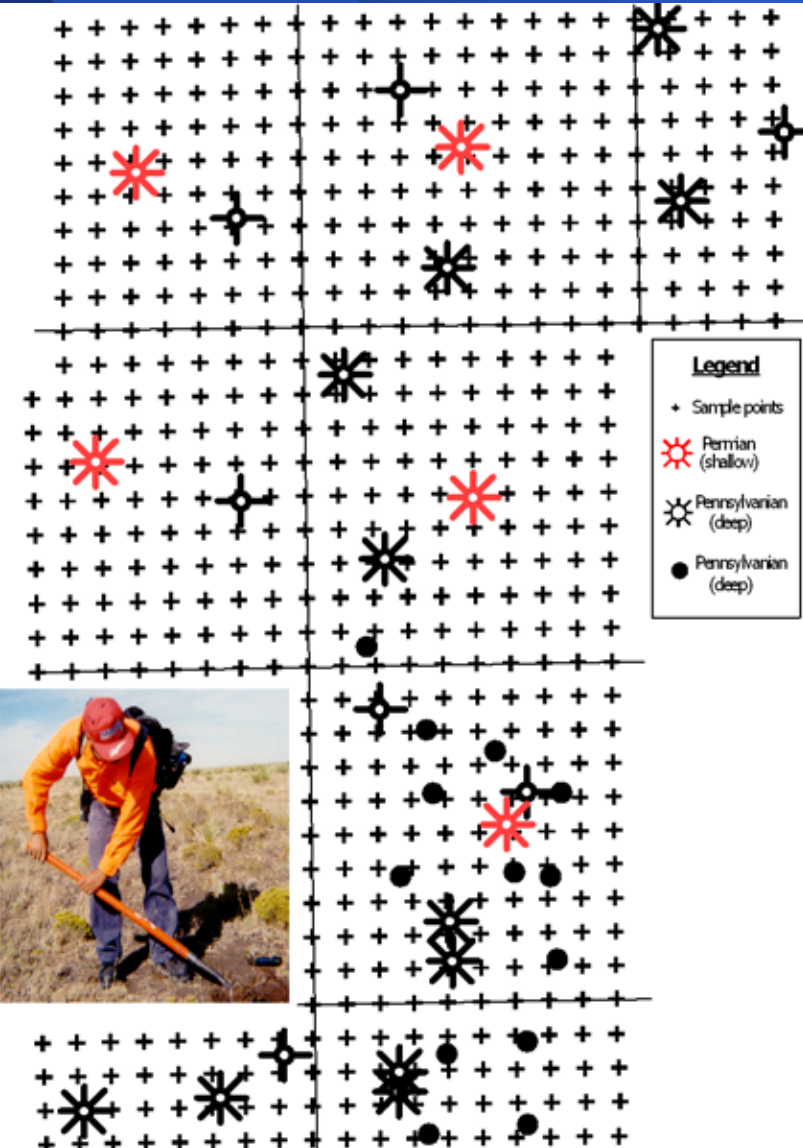 Legend
Sample points
Permian
(shallow)
Pennsylvanian
(deep)
Pennsylvanian
(deep)